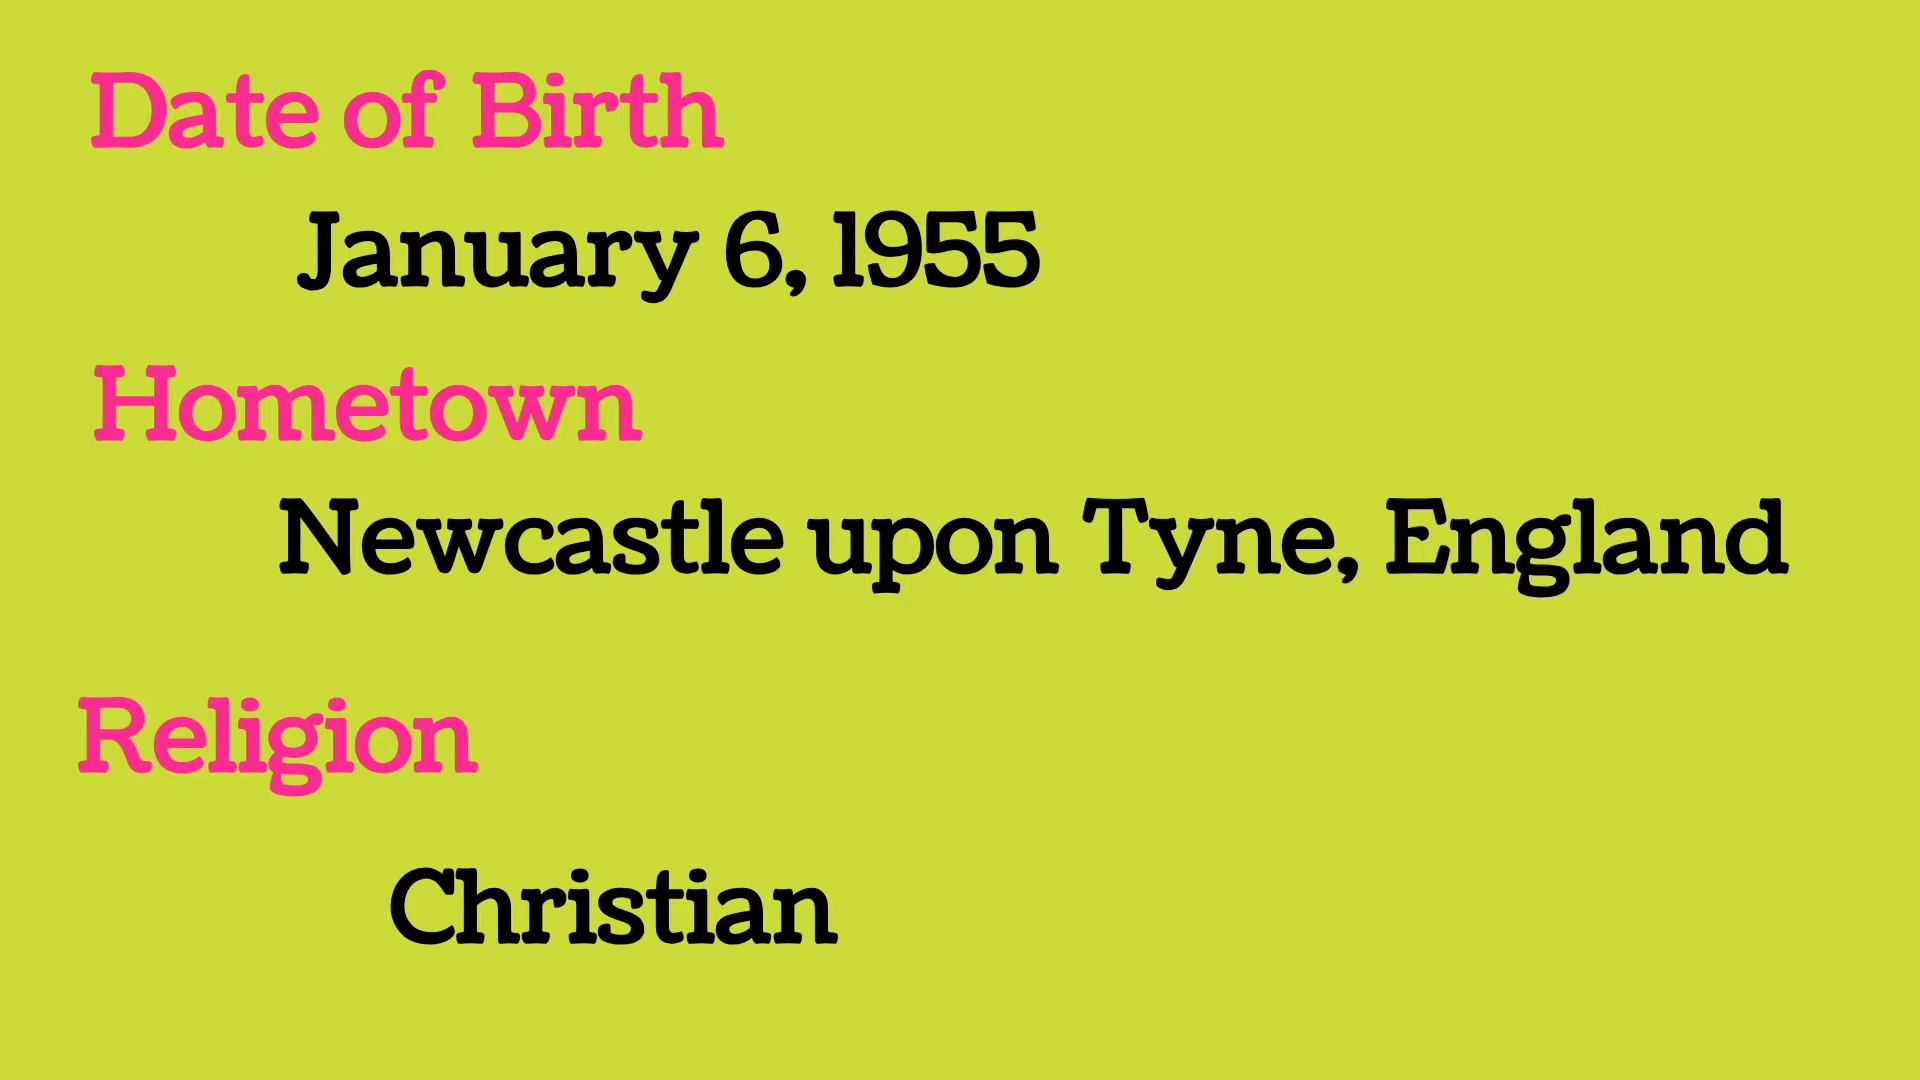 Date of Birth
January 6, 1955
Hometown
Newcastle upon Tyne, England
Religion
Christian